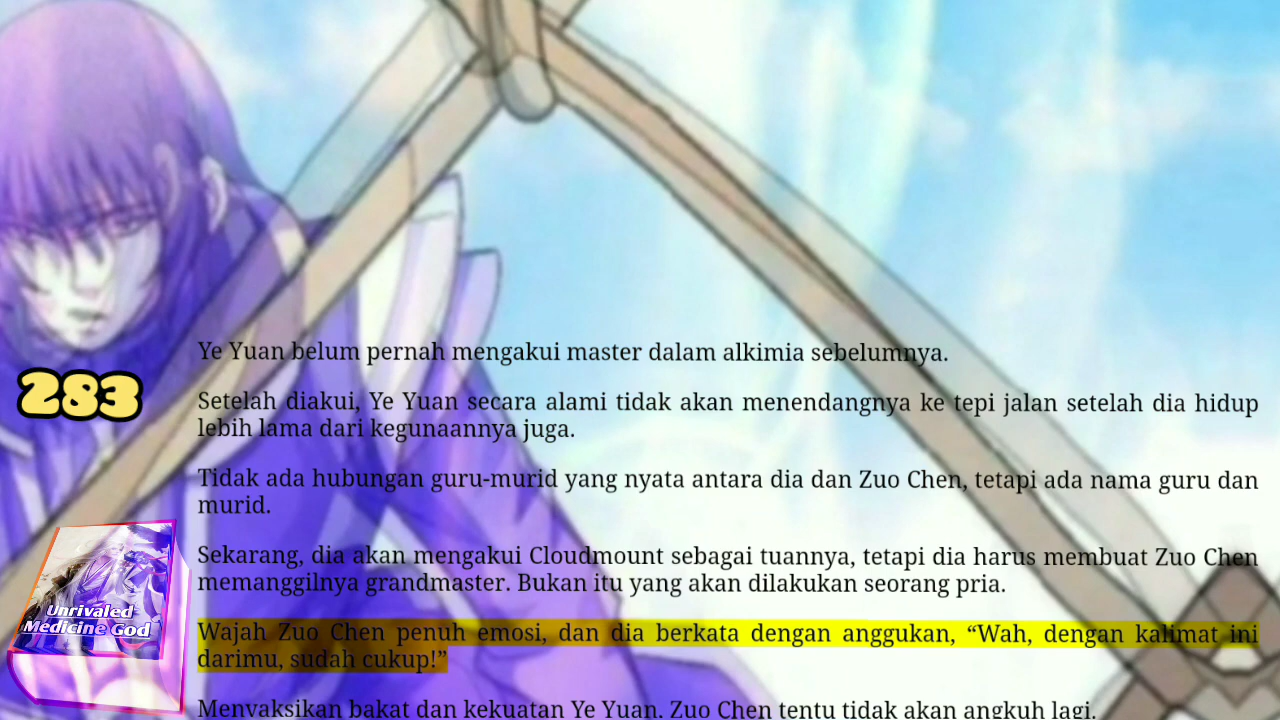 Ye Yuan belum pernah mengakui master dalam alkimia sebelumnya.
283
Setelah diakui, Ye Yuan secara alami tidak akan menendangnya ke tepi jalan setelah dia hidup
lebih lama dari kegunaannya juga.
Tidak ada hubungan guru-murid yang nyata antara dia dan Zuo Chen, tetapi ada nama guru dan
murid.
Sekarang, dia akan mengakui Cloudmount sebagai tuannya, tetapi dia harus membuat Zuo Chen
memanggilnya grandmaster. Bukan itu yang akan dilakukan seorang pria.
Unrivaled
Medicine God
Wajah Zuo Chen penuh emosi, dan dia berkata dengan anggukan, “Wah, dengan kalimat ini
darimu, sudah cukup!”
Menyaksikan bakat dan kekuatan Ye Yuan, Zuo Chen tentu tidak akan angkuh lagi.